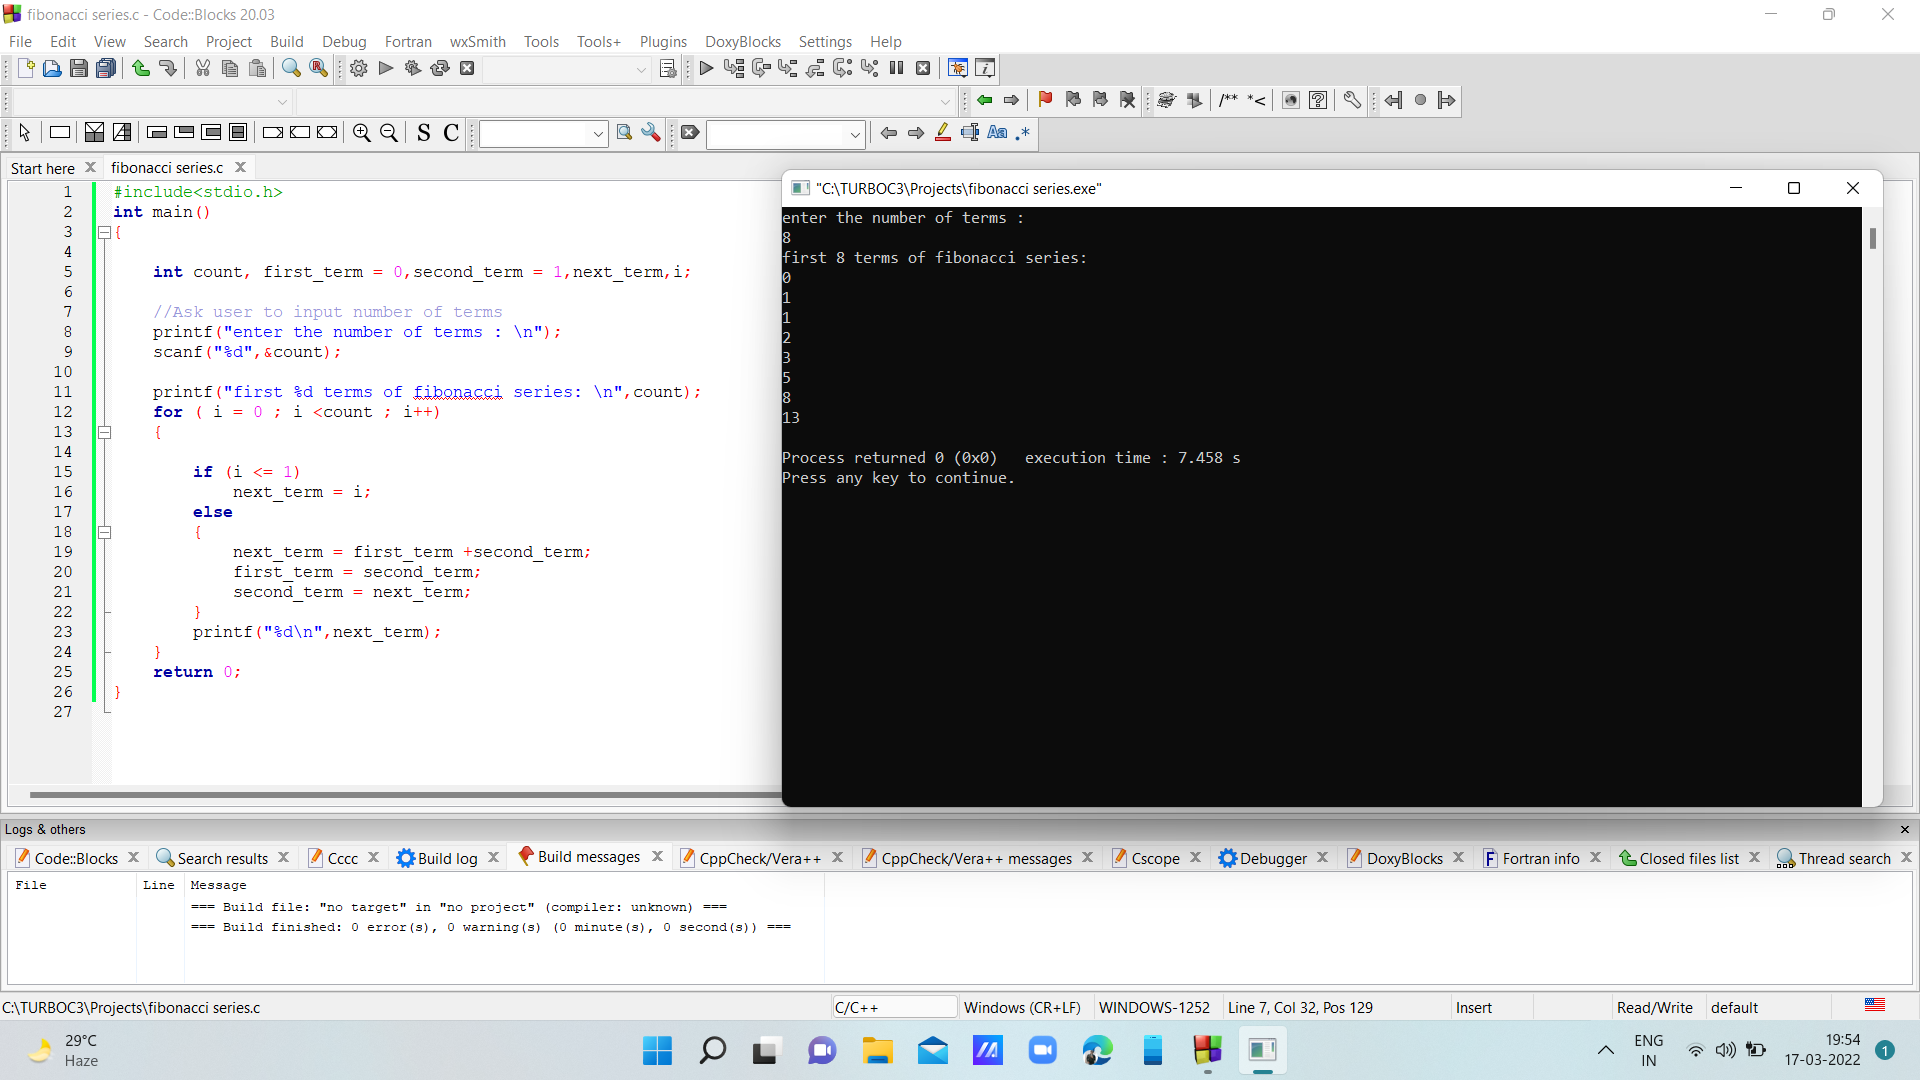 fibonacci series.c - Code::Blocks 20.03
File Edit View Search Project Build Debug Fortran wxSmith Tools Tools+ Plugins DoxyBlocks Settings Help
/** *<
S C
Aa .*
Start here
fibonacci series.c
1 #include<stdio.h>
2 int main()
3 {
4
5 int count, first_term = 0,second_term = 1,next_term,i;
6
7 //Ask user to input number of terms
8 printf("enter the number of terms : \n");
9 scanf("%d",&count);
10
11 printf("first %d terms of fibonacci series: \n",count);
12 for ( i = 0 ; i <count ; i++)
13 {
14
15 if (i <= 1)
16 next_term = i;
17 else
18 {
19 next_term = first_term +second_term;
20 first_term = second_term;
21 second_term = next_term;
22 }
23 printf("%d\n",next_term);
24 }
25 return 0;
26 }
27
"C:\TURBOC3\Projects\fibonacci series.exe"
enter the number of terms :
8
first 8 terms of fibonacci series:
0
1
1
2
3
5
8
13
Process returned 0 (0x0) execution time : 7.458 s
Press any key to continue.
Logs & others
Code::Blocks Search results Cccc Build log Build messages CppCheck/Vera++ CppCheck/Vera++ messages Cscope Debugger DoxyBlocks Fortran info Closed files list Thread search
File Line Message
=== Build file: "no target" in "no project" (compiler: unknown) ===
=== Build finished: 0 error(s), 0 warning(s) (0 minute(s), 0 second(s)) ===
C:\TURBOC3\Projects\fibonacci series.c C/C++ Windows (CR+LF) WINDOWS-1252 Line 7, Col 32, Pos 129 Insert Read/Write default
29°C
Haze
ENG
IN
19:54
17-03-2022
1